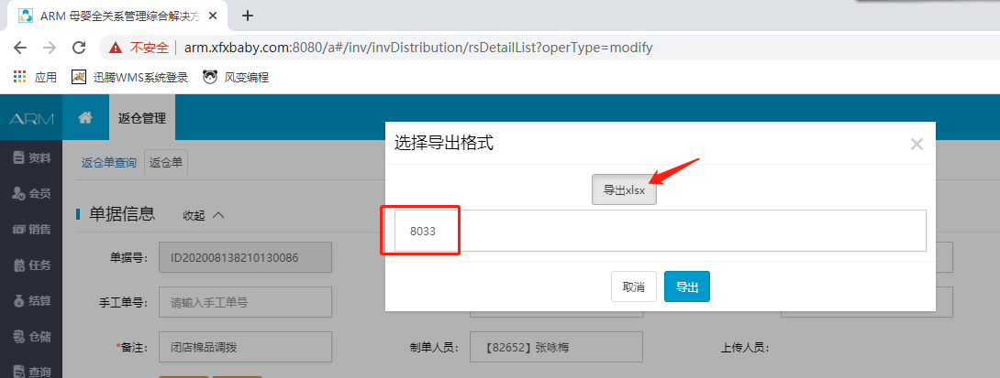 ARM 母婴全关系管理综合解决方
不安全 arm.xfxbaby.com:8080/a#/inv/invDistribution/rsDetailList?operType=modify
应用 迅腾WMS系统登录 风变编程
ARM 返仓管理
选择导出格式
资料 返仓单查询 返仓单
导出xlsx
会员
单据信息 收起
销售
8033
单据号: ID202008138210130086
任务
取消 导出
结算 手工单号: 请输入手工单号
仓储
*备注: 闭店棉品调拨 制单人员: 【82652】张咏梅 上传人员:
查询